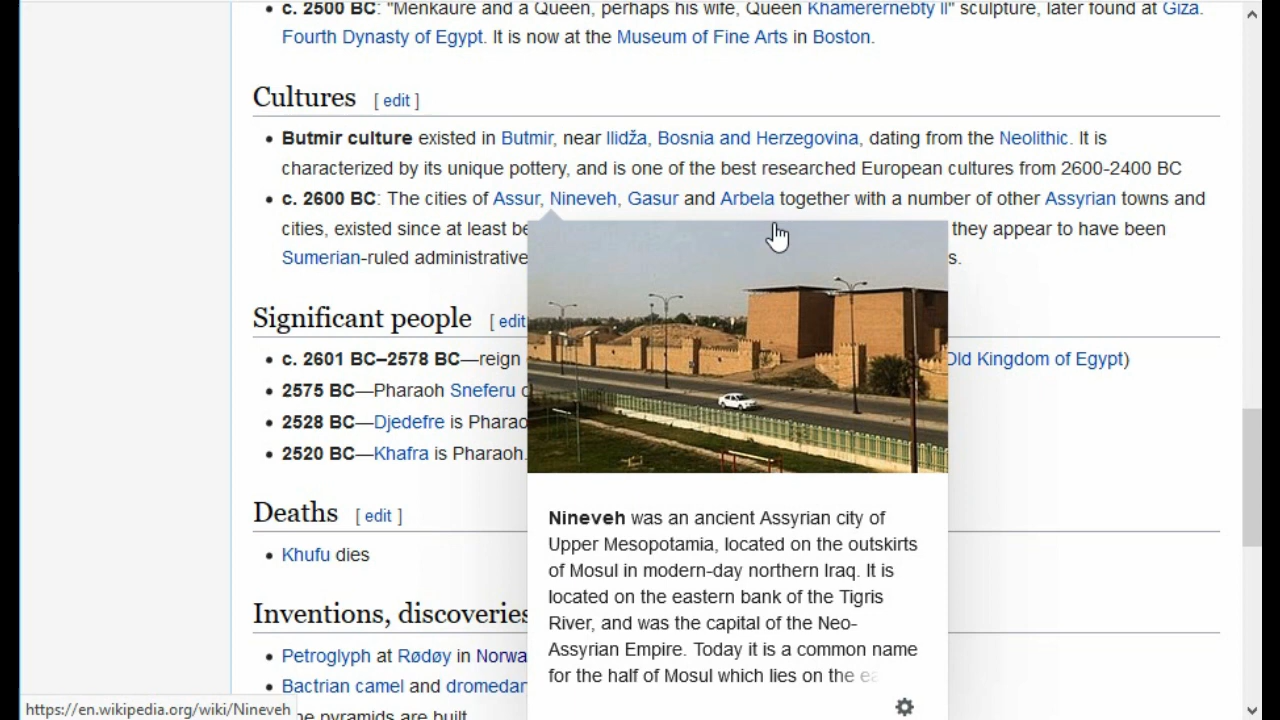 c. 2500 BC: "Menkaure and a Queen, perhaps his wife, Queen Khamerernebty II" sculpture, later found at Giza.
Fourth Dynasty of Egypt. It is now at the Museum of Fine Arts in Boston.
Cultures [ edit ]
Butmir culture existed in Butmir, near Ilidža, Bosnia and Herzegovina, dating from the Neolithic. It is
characterized by its unique pottery, and is one of the best researched European cultures from 2600-2400 BC
c. 2600 BC: The cities of Assur, Nineveh, Gasur and Arbela together with a number of other Assyrian towns and
cities, existed since at least be they appear to have been
Sumerian-ruled administrative s.
Significant people [ edit
c. 2601 BC–2578 BC—reign Old Kingdom of Egypt)
2575 BC—Pharaoh Sneferu
2528 BC—Djedefre is Pharao
2520 BC—Khafra is Pharaoh.
Deaths [ edit ]
Khufu dies
Inventions, discoveries
Petroglyph at Rødøy in Norwa
Bactrian camel and dromedar
pyramids are built
Nineveh was an ancient Assyrian city of
Upper Mesopotamia, located on the outskirts
of Mosul in modern-day northern Iraq. It is
located on the eastern bank of the Tigris
River, and was the capital of the Neo-
Assyrian Empire. Today it is a common name
for the half of Mosul which lies on the ea
https://en.wikipedia.org/wiki/Nineveh